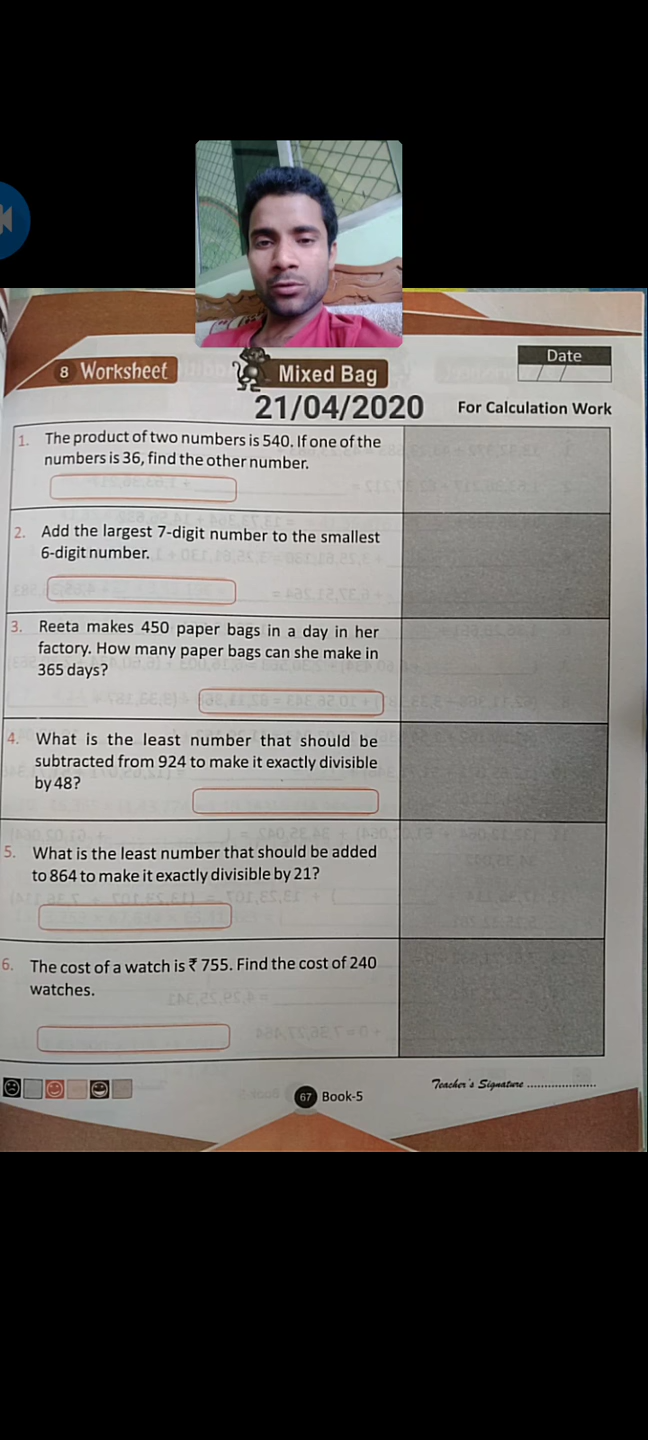 8 Worksheet
Mixed Bag
Date
21/04/2020
For Calculation Work
1. The product of two numbers is 540. If one of the
numbers is 36, find the other number.
2. Add the largest 7-digit number to the smallest
6-digit number.
3. Reeta makes 450 paper bags in a day in her
factory. How many paper bags can she make in
365 days?
4. What is the least number that should be
subtracted from 924 to make it exactly divisible
by 48?
5. What is the least number that should be added
to 864 to make it exactly divisible by 21?
6. The cost of a watch is ₹ 755. Find the cost of 240
watches.
Teacher's Signature ....................
67 Book-5